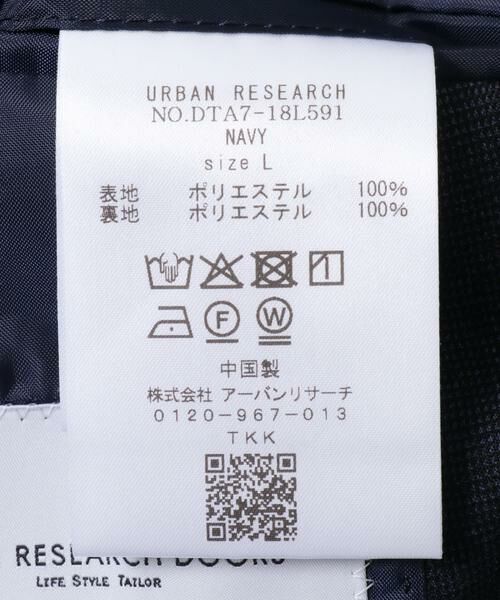 URBAN RESEARCH
NO.DTA7-18L591
NAVY
size L
表地 ポリエステル 100%
裏地 ポリエステル 100%
F W
中国製
株式会社 アーバンリサーチ
0120-967-013
TKK
RESEARCH DOORS
LIFE STYLE TAILOR